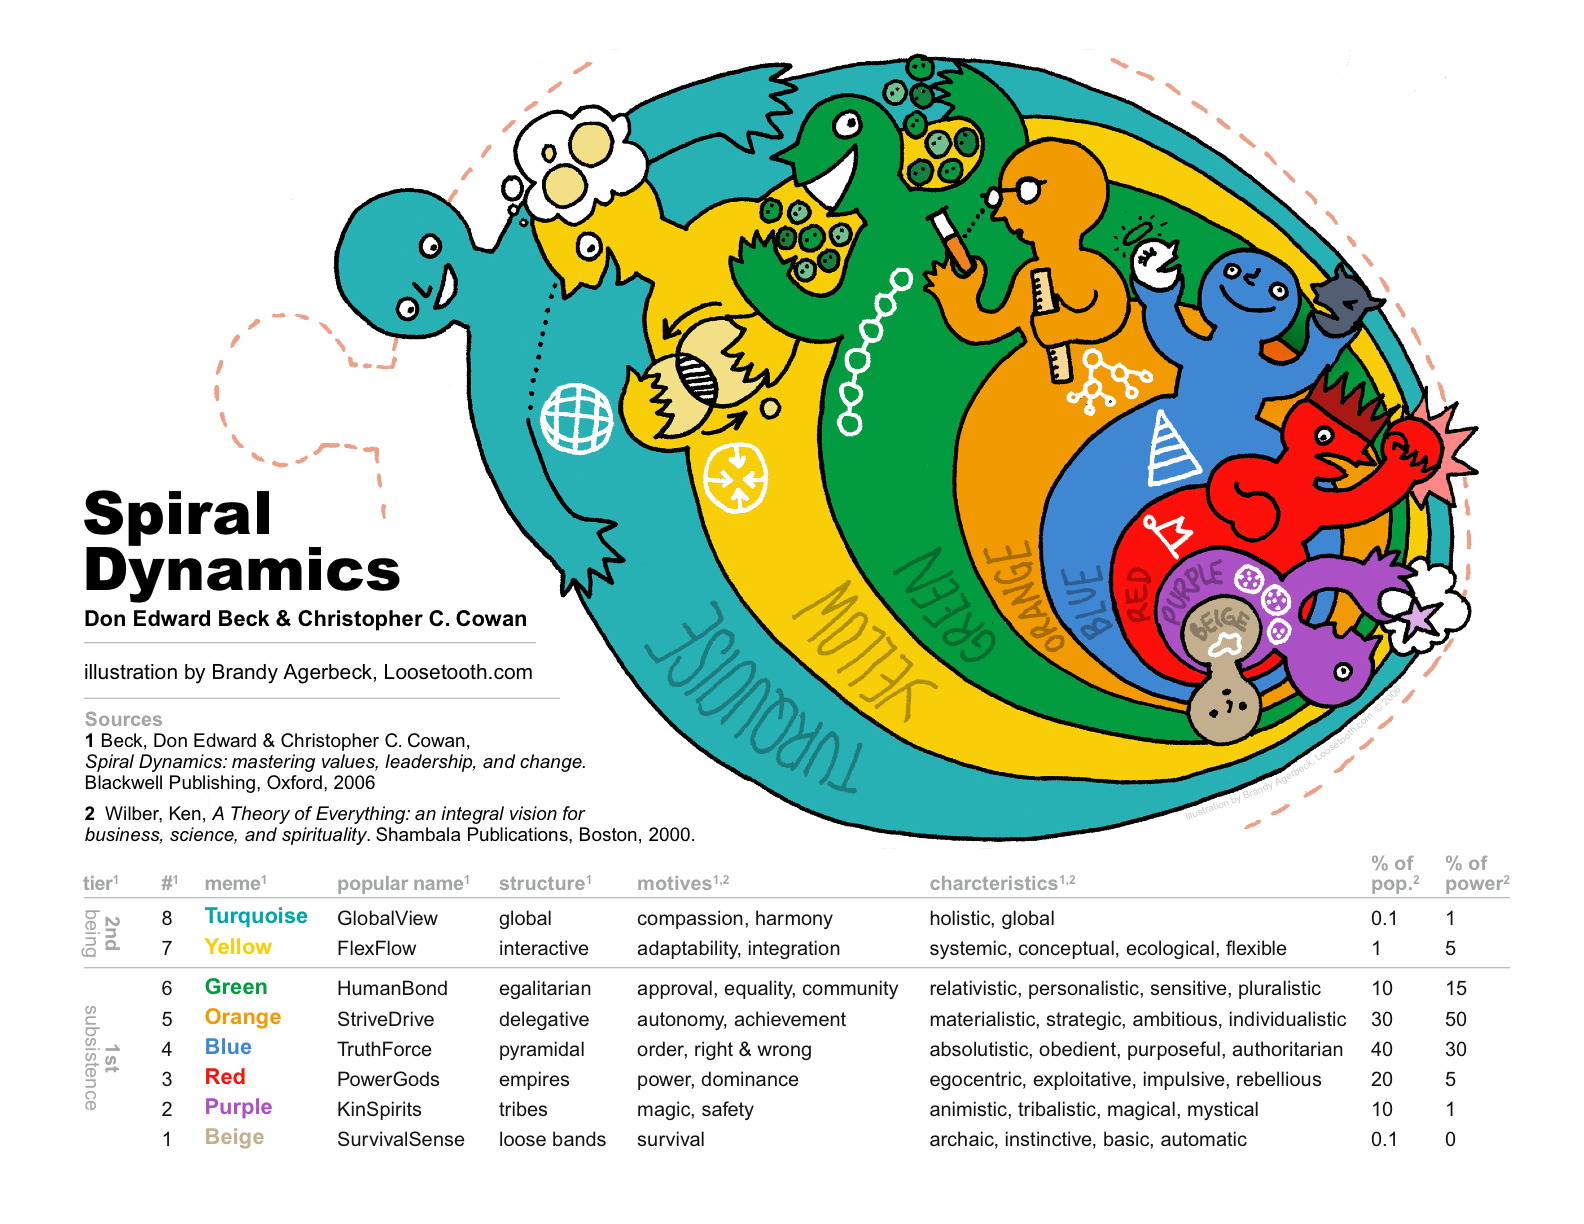 Spiral
Dynamics
Don Edward Beck & Christopher C. Cowan
illustration by Brandy Agerbeck, Loosetooth.com
Sources
1 Beck, Don Edward & Christopher C. Cowan,
Spiral Dynamics: mastering values, leadership, and change.
Blackwell Publishing, Oxford, 2006
2 Wilber, Ken, A Theory of Everything: an integral vision for
business, science, and spirituality. Shambala Publications, Boston, 2000.
TURQUOISE
YELLOW
GREEN
ORANGE
BLUE
RED
PURPLE
BEIGE
Illustration by Brandy Agerbeck, Loosetooth.com © 2006
tier1 #1 meme1 popular name1 structure1 motives1,2 charcteristics1,2 % of pop.2 % of power2
2nd being
8 Turquoise GlobalView global compassion, harmony holistic, global 0.1 1
7 Yellow FlexFlow interactive adaptability, integration systemic, conceptual, ecological, flexible 1 5
1st subsistence
6 Green HumanBond egalitarian approval, equality, community relativistic, personalistic, sensitive, pluralistic 10 15
5 Orange StriveDrive delegative autonomy, achievement materialistic, strategic, ambitious, individualistic 30 50
4 Blue TruthForce pyramidal order, right & wrong absolutistic, obedient, purposeful, authoritarian 40 30
3 Red PowerGods empires power, dominance egocentric, exploitative, impulsive, rebellious 20 5
2 Purple KinSpirits tribes magic, safety animistic, tribalistic, magical, mystical 10 1
1 Beige SurvivalSense loose bands survival archaic, instinctive, basic, automatic 0.1 0